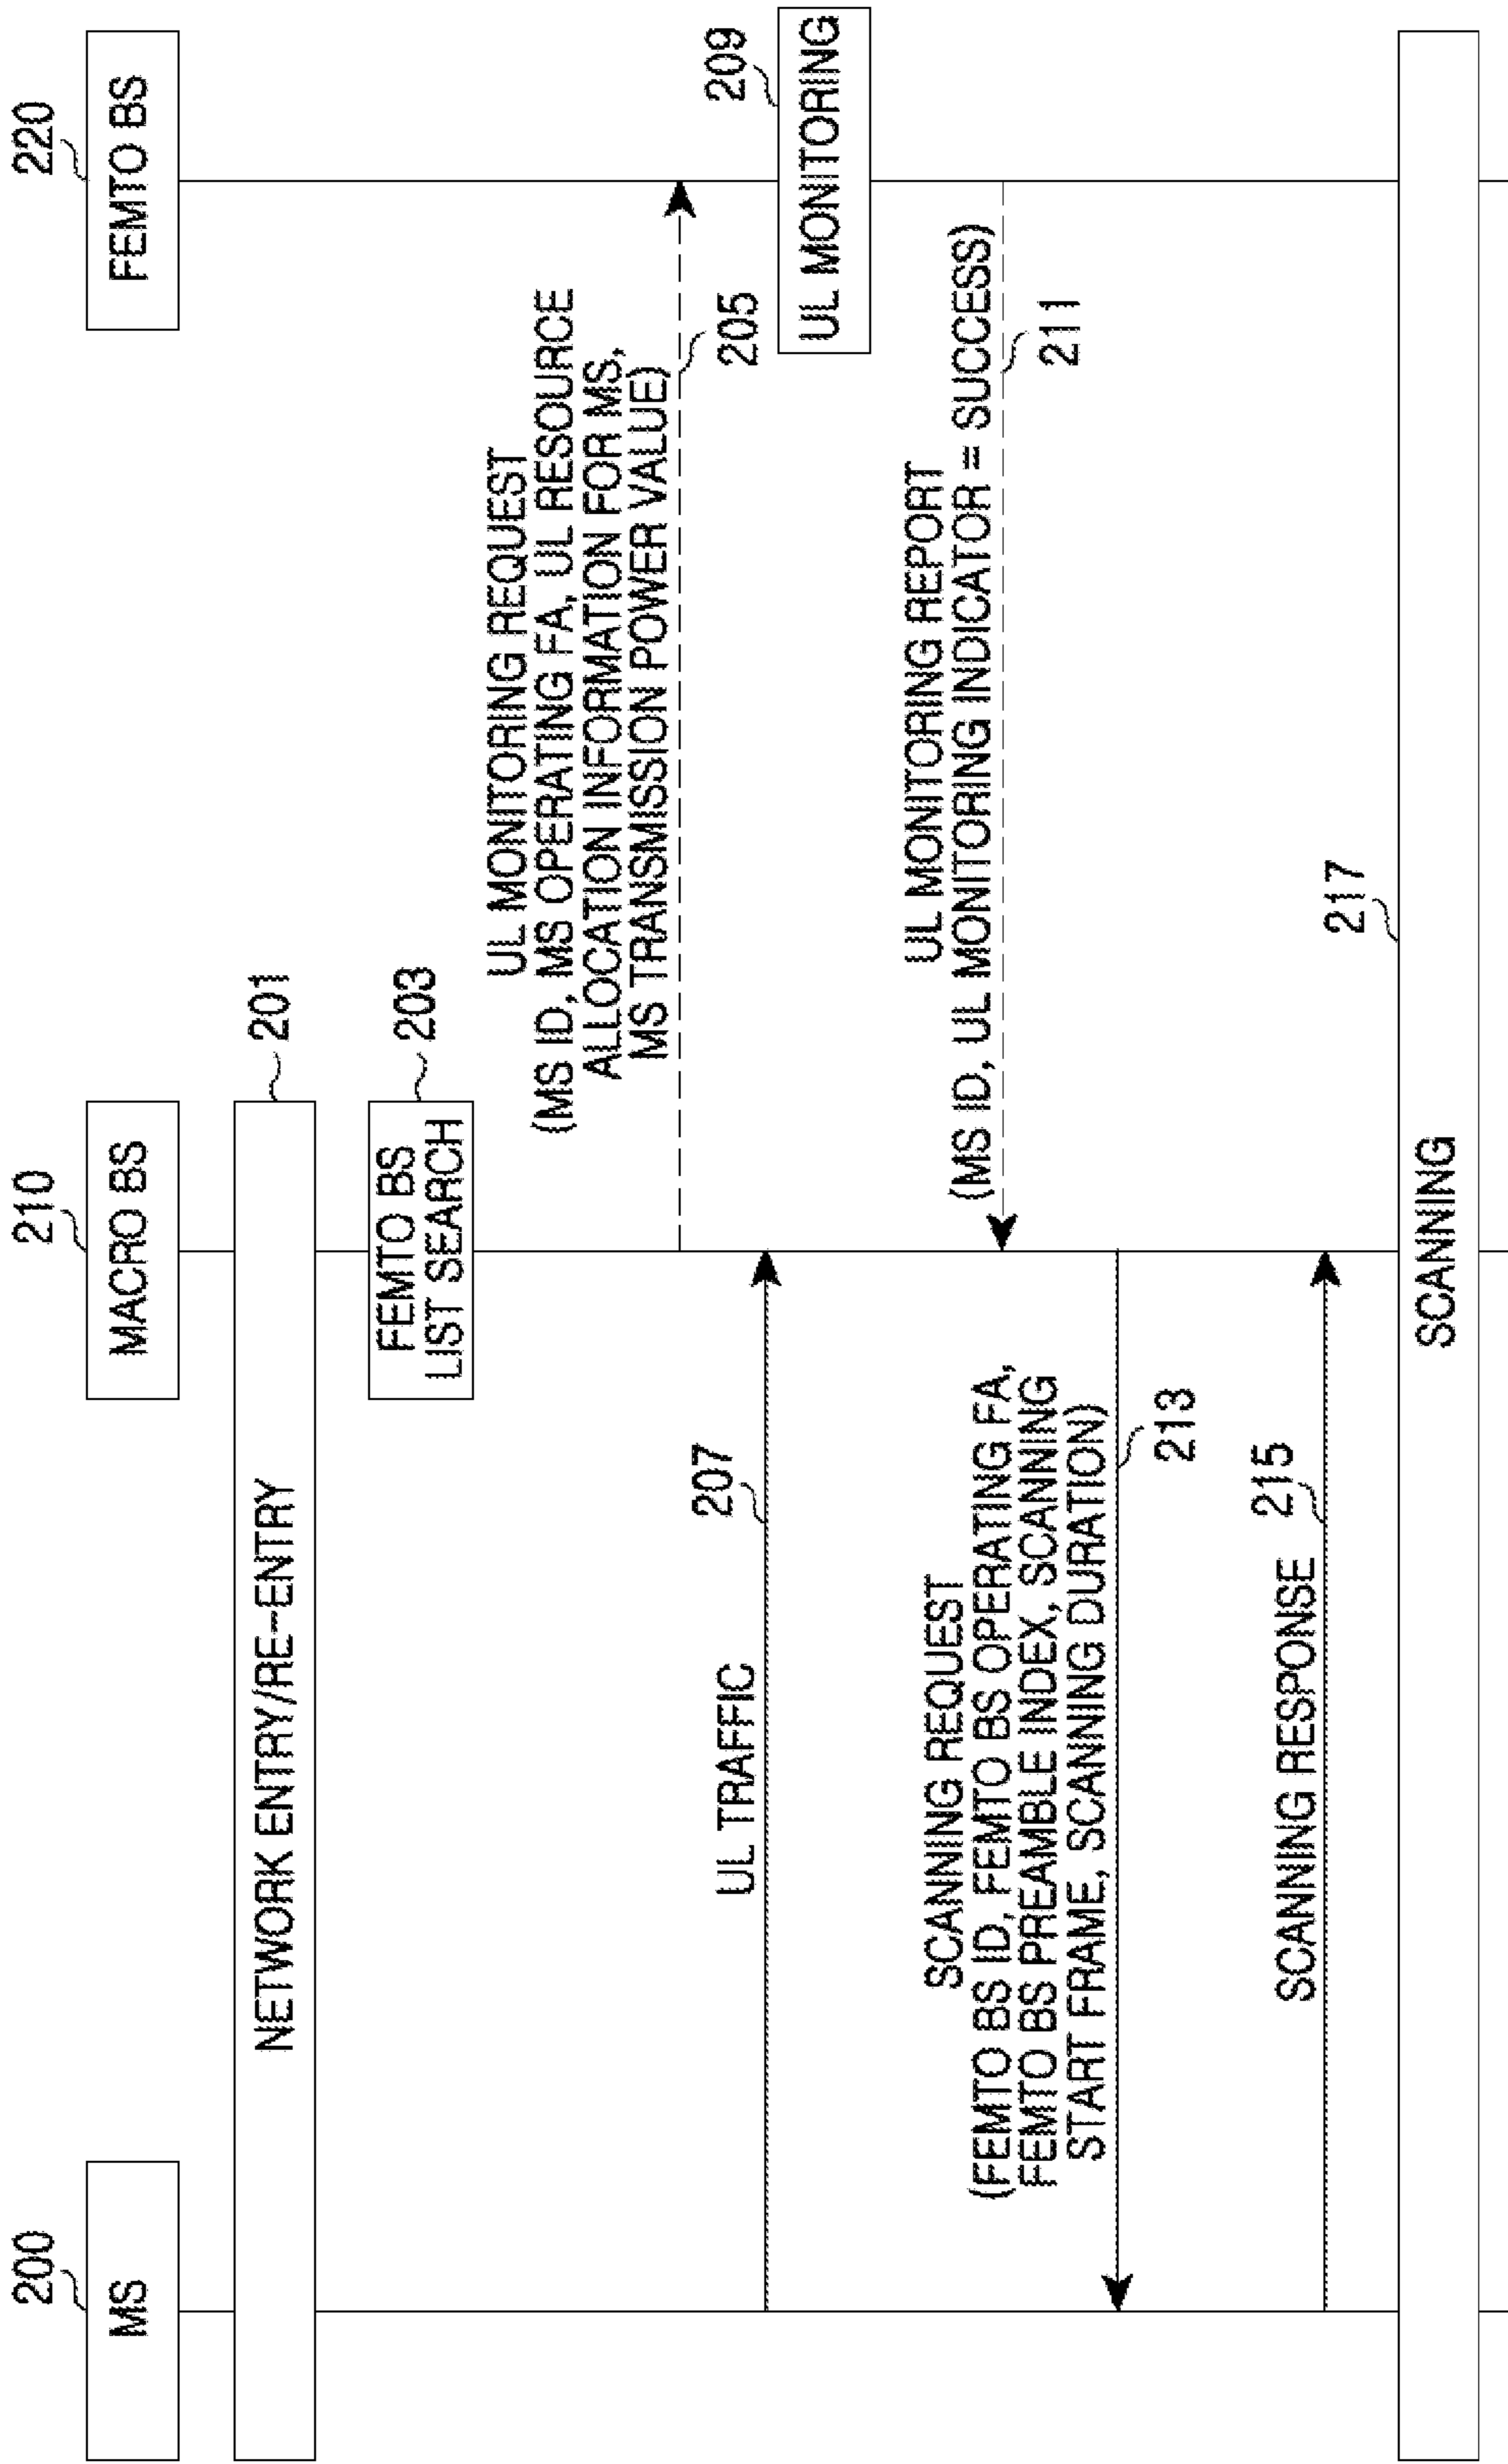 200
210
220
MS
MACRO BS
FEMTO BS
NETWORK ENTRY/RE-ENTRY
201
FEMTO BS
LIST SEARCH
203
UL MONITORING REQUEST
(MS ID, MS OPERATING FA, UL RESOURCE
ALLOCATION INFORMATION FOR MS,
MS TRANSMISSION POWER VALUE)
205
UL TRAFFIC
207
209
UL MONITORING
UL MONITORING REPORT
(MS ID, UL MONITORING INDICATOR = SUCCESS)
211
SCANNING REQUEST
(FEMTO BS ID, FEMTO BS OPERATING FA,
FEMTO BS PREAMBLE INDEX, SCANNING
START FRAME, SCANNING DURATION)
213
SCANNING RESPONSE
215
217
SCANNING